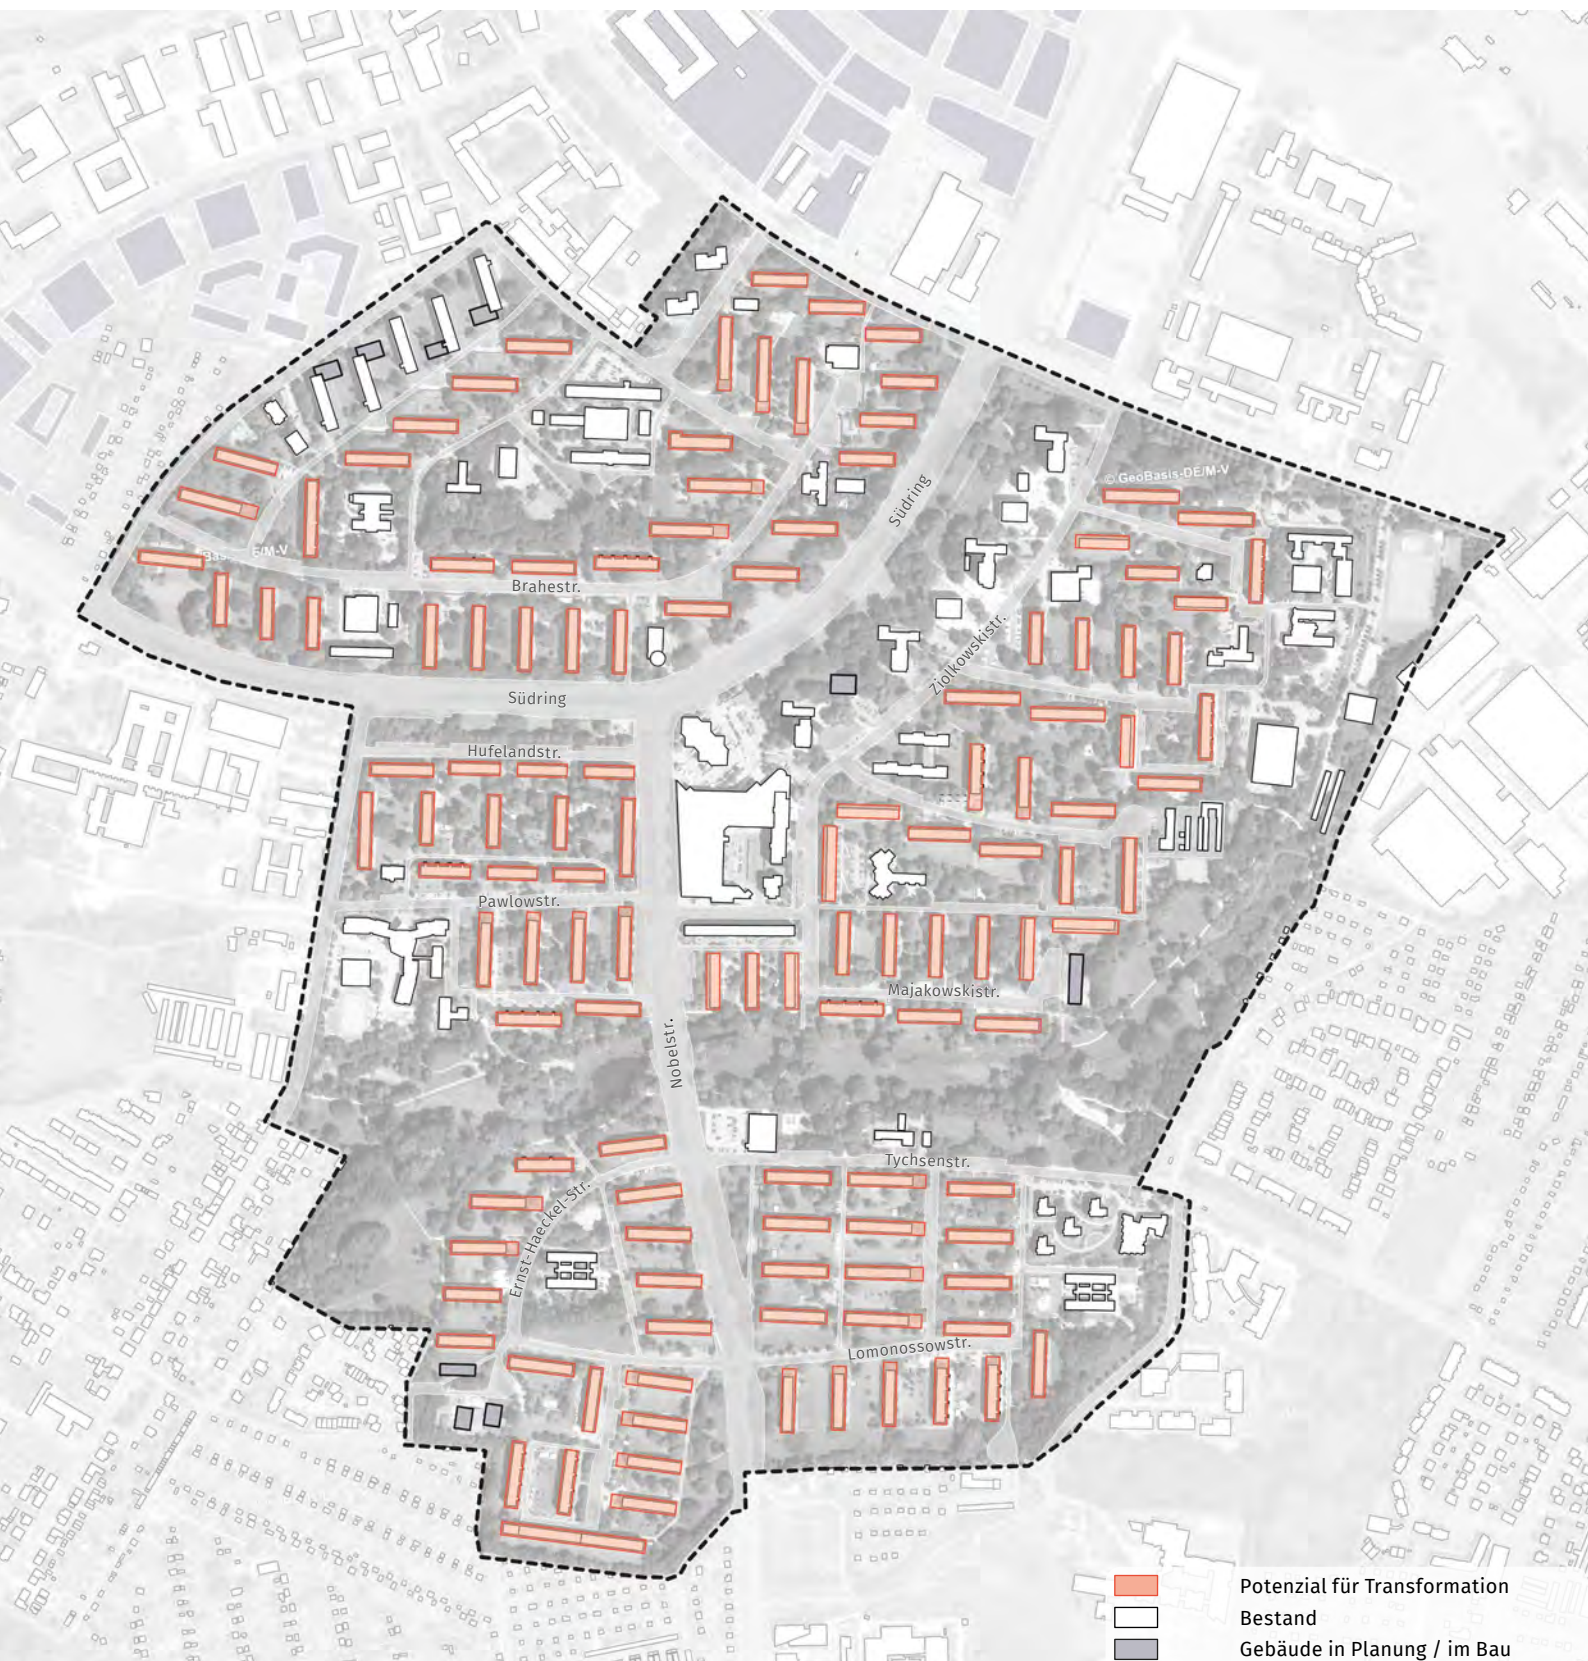 © GeoBasis-DE/M-V
Südring
E/M-V
Brahestr.
Ziolkowskistr.
Südring
Hufelandstr.
Pawlowstr.
Majakowskistr.
Nobelstr.
Tychsenstr.
Ernst-Haeckel-Str.
Lomonossowstr.
Potenzial für Transformation
Bestand
Gebäude in Planung / im Bau